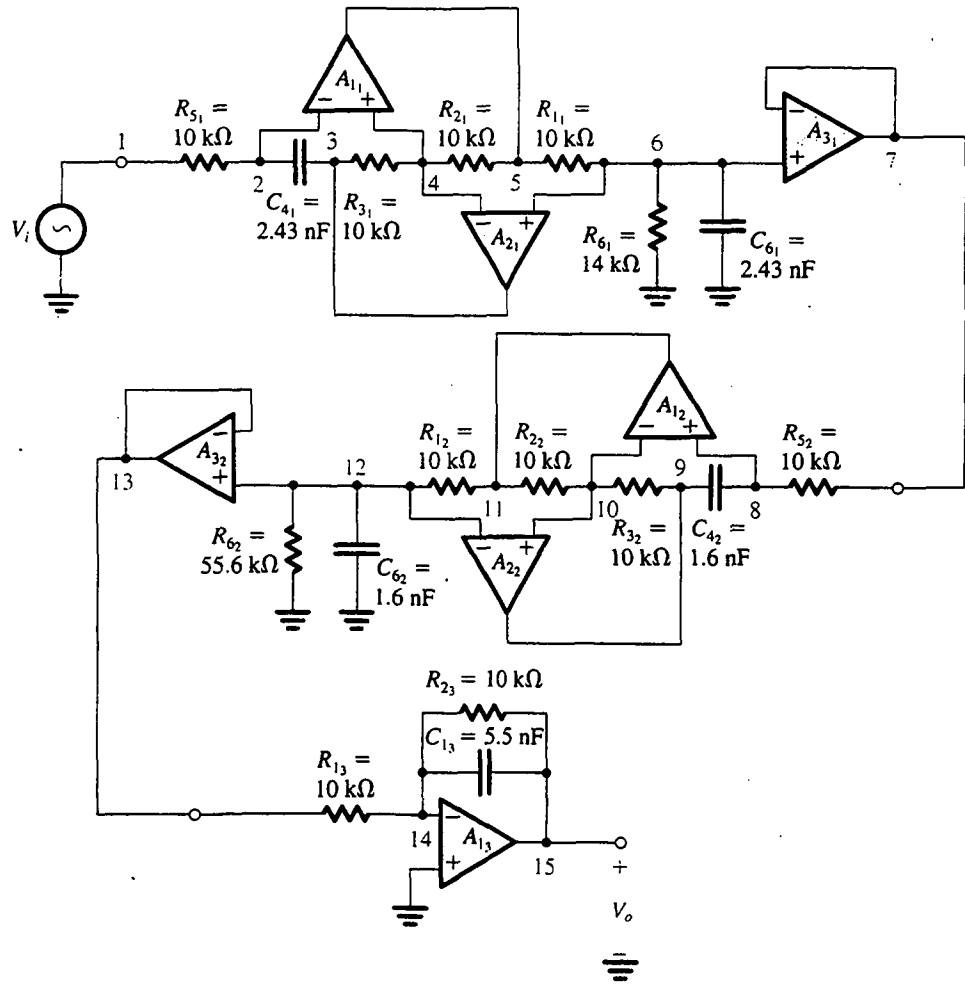 A₁₁
− +
R₅₁ = 10 kΩ
R₂₁ = 10 kΩ
R₁₁ = 10 kΩ
− A₃₁ +
1
2
3
4
5
6
7
C₄₁ = 2.43 nF
R₃₁ = 10 kΩ
− +
A₂₁
R₆₁ = 14 kΩ
C₆₁ = 2.43 nF
Vᵢ
A₁₂
− +
− A₃₂ +
R₁₂ = 10 kΩ
R₂₂ = 10 kΩ
R₅₂ = 10 kΩ
13
12
11
10
9
8
R₆₂ = 55.6 kΩ
C₆₂ = 1.6 nF
− +
A₂₂
R₃₂ = 10 kΩ
C₄₂ = 1.6 nF
R₂₃ = 10 kΩ
C₁₃ = 5.5 nF
R₁₃ = 10 kΩ
14
− A₁₃ +
15
+
Vₒ